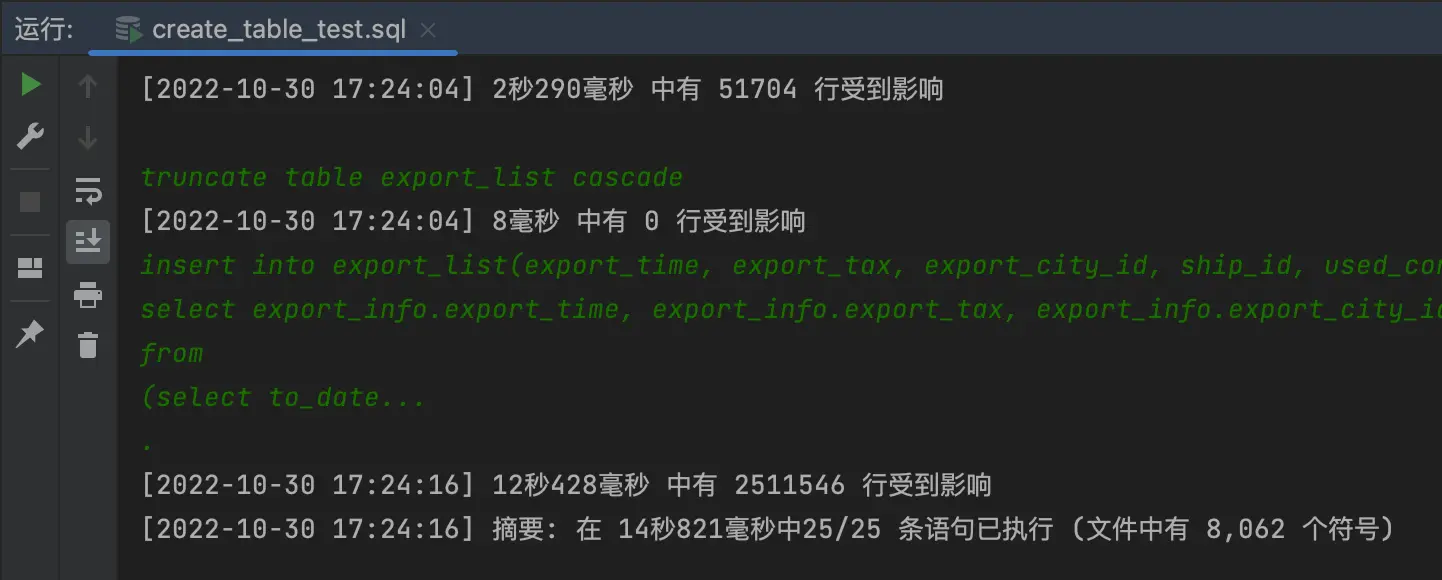 运行: create_table_test.sql
[2022-10-30 17:24:04] 2秒290毫秒 中有 51704 行受到影响
truncate table export_list cascade
[2022-10-30 17:24:04] 8毫秒 中有 0 行受到影响
insert into export_list(export_time, export_tax, export_city_id, ship_id, used_con
select export_info.export_time, export_info.export_tax, export_info.export_city_id
from
(select to_date...
.
[2022-10-30 17:24:16] 12秒428毫秒 中有 2511546 行受到影响
[2022-10-30 17:24:16] 摘要: 在 14秒821毫秒中25/25 条语句已执行 (文件中有 8,062 个符号)